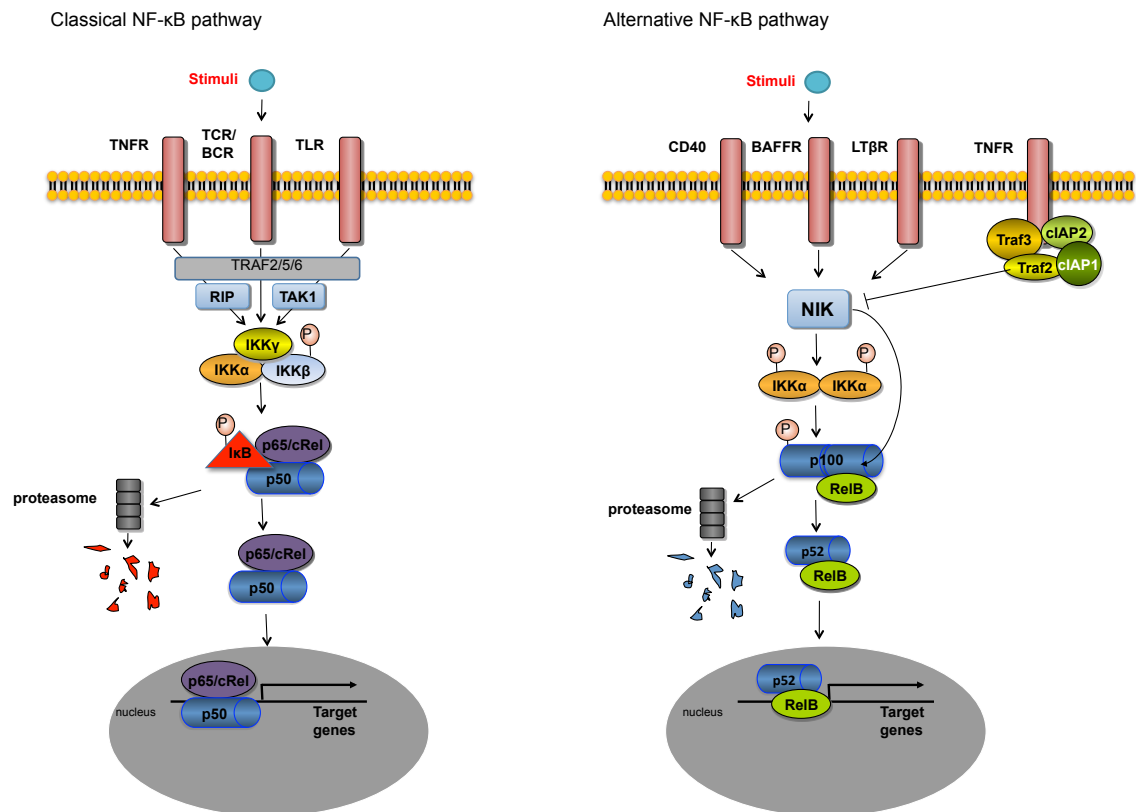 Classical NF-κB pathway
Stimuli
TNFR
TCR/
BCR
TLR
TRAF2/5/6
RIP
TAK1
P
IKKγ
IKKα
IKKβ
P
IκB
p65/cRel
p50
proteasome
p65/cRel
p50
p65/cRel
p50
nucleus
Target
genes
Alternative NF-κB pathway
Stimuli
CD40
BAFFR
LTβR
TNFR
Traf3
cIAP2
Traf2
cIAP1
NIK
P
P
IKKα
IKKα
P
p100
RelB
proteasome
p52
RelB
p52
RelB
nucleus
Target
genes